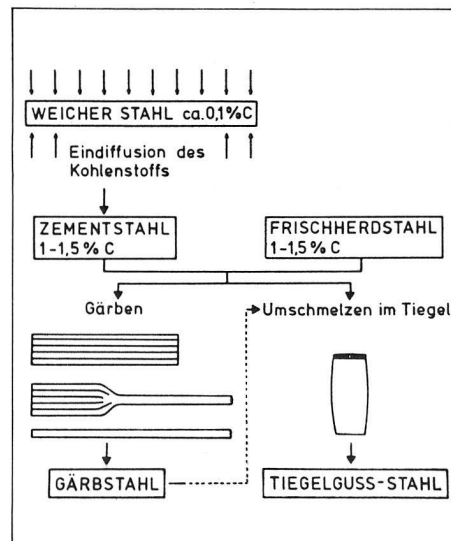 WEICHER STAHL ca.0,1%C
Eindiffusion des
Kohlenstoffs
ZEMENTSTAHL
1–1,5% C
FRISCHHERDSTAHL
1–1,5% C
Gärben
Umschmelzen im Tiegel
GÄRBSTAHL
TIEGELGUSS-STAHL